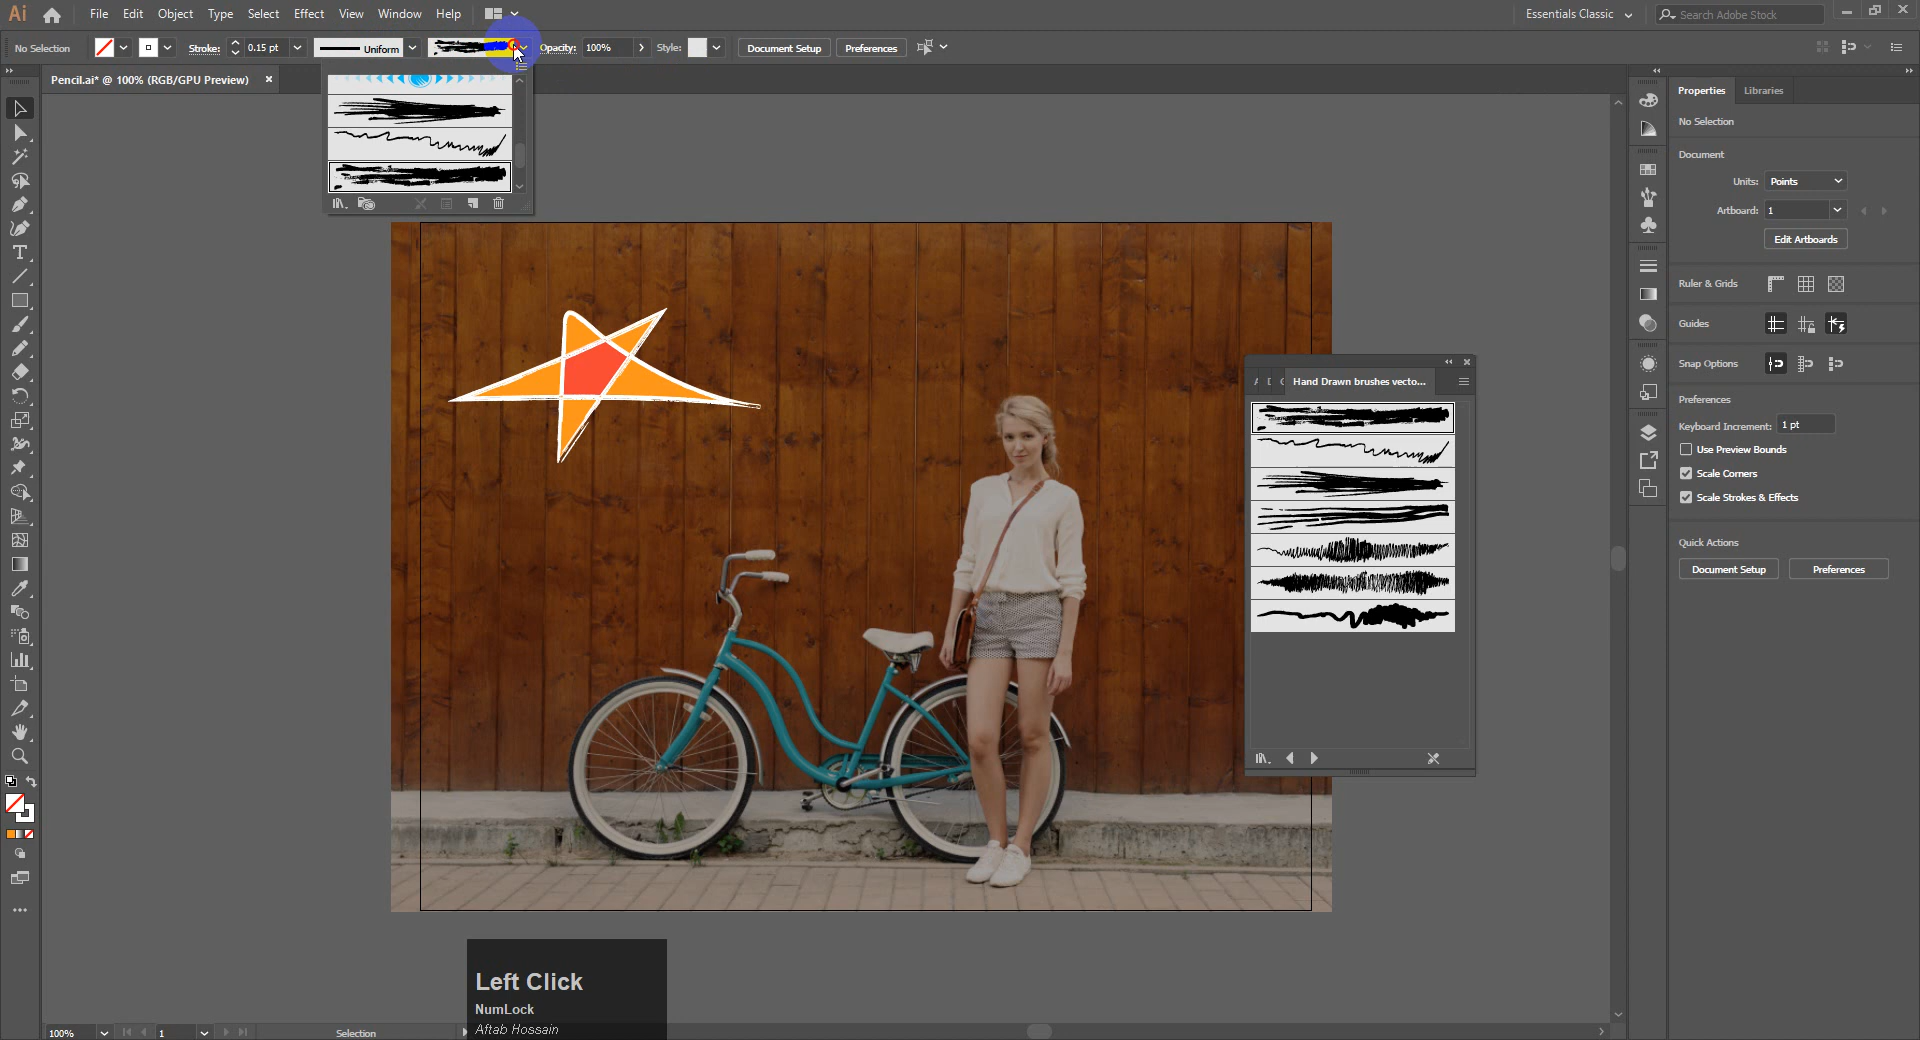 Ai File Edit Object Type Select Effect View Window Help Essentials Classic Search Adobe Stock
No Selection Stroke: 0.15 pt Uniform Opacity: 100% Style: Document Setup Preferences
Pencil.ai* @ 100% (RGB/GPU Preview)
Properties Libraries
No Selection
Document
Units: Points
Artboard: 1
Edit Artboards
Ruler & Grids
Guides
Snap Options
Preferences
Keyboard Increment: 1 pt
Use Preview Bounds
Scale Corners
Scale Strokes & Effects
Quick Actions
Document Setup Preferences
Hand Drawn brushes vecto...
Left Click
NumLock
Aftab Hossain
100% 1 Selection